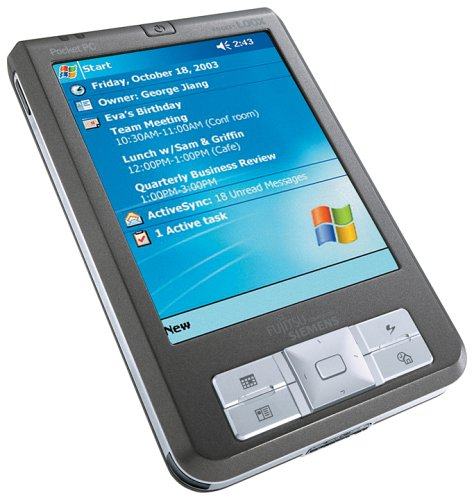 Pocket PC
LOOX
Start
2:43
Friday, October 18, 2003
Owner: George Jiang
Eva's Birthday
Team Meeting
10:30AM-11:00AM (Conf room)
Lunch w/Sam & Griffin
12:00PM-1:00PM (Cafe)
Quarterly Business Review
1:00PM-3:00PM
ActiveSync: 18 Unread Messages
1 Active task
New
FUJITSU
SIEMENS